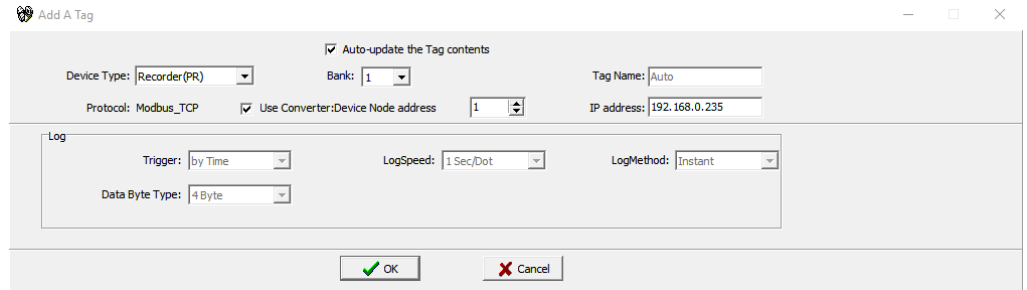 Add A Tag
Auto-update the Tag contents
Device Type: Recorder(PR) Bank: 1 Tag Name: Auto
Protocol: Modbus_TCP Use Converter:Device Node address 1 IP address: 192.168.0.235
Log
Trigger: by Time LogSpeed: 1 Sec/Dot LogMethod: Instant
Data Byte Type: 4 Byte
OK Cancel